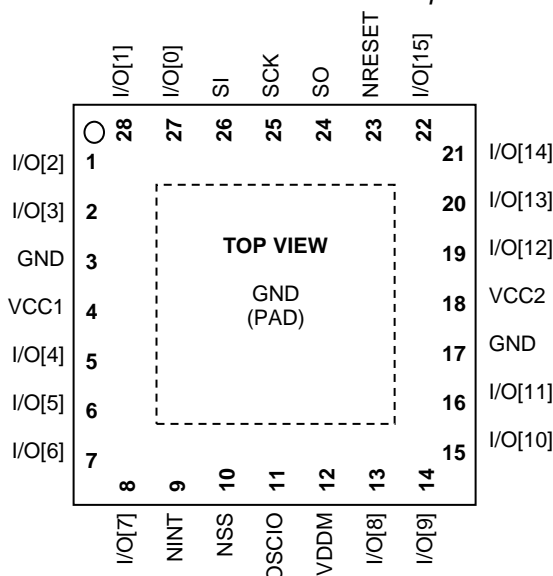 I/O[1] I/O[0] SI SCK SO NRESET I/O[15]
28 27 26 25 24 23 22
I/O[2] 1
I/O[3] 2
GND 3
VCC1 4
I/O[4] 5
I/O[5] 6
I/O[6] 7
TOP VIEW
GND
(PAD)
21 I/O[14]
20 I/O[13]
19 I/O[12]
18 VCC2
17 GND
16 I/O[11]
15 I/O[10]
8 9 10 11 12 13 14
I/O[7] NINT NSS OSCIO VDDM I/O[8] I/O[9]